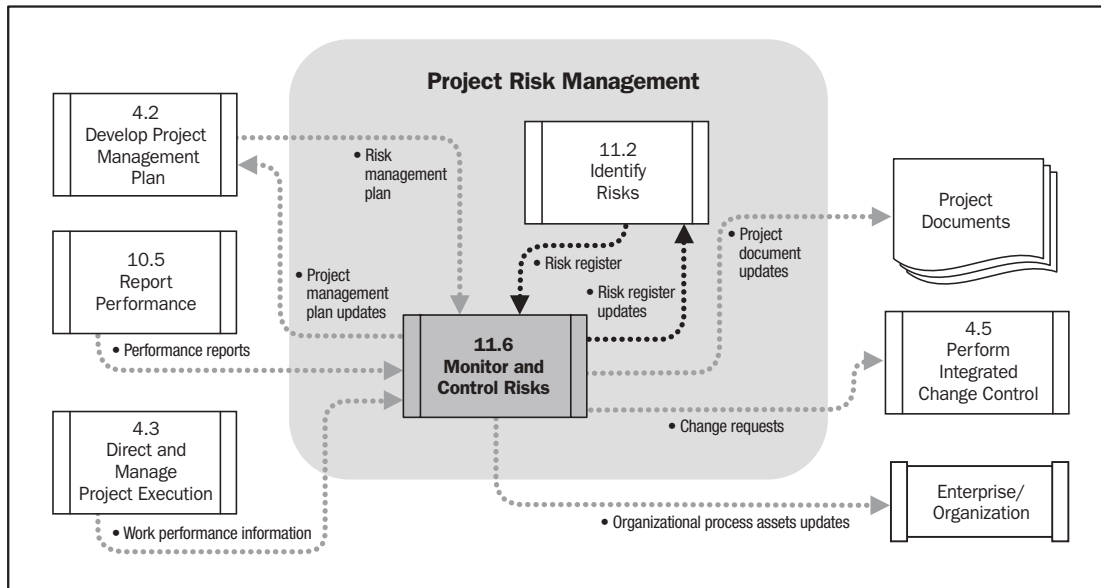 Project Risk Management
4.2
Develop Project
Management
Plan
• Risk
management
plan
11.2
Identify
Risks
Project
Documents
10.5
Report
Performance
• Project
management
plan updates
• Risk register
• Risk register
updates
• Project
document
updates
• Performance reports
11.6
Monitor and
Control Risks
4.5
Perform
Integrated
Change Control
4.3
Direct and
Manage
Project Execution
• Change requests
• Work performance information
• Organizational process assets updates
Enterprise/
Organization